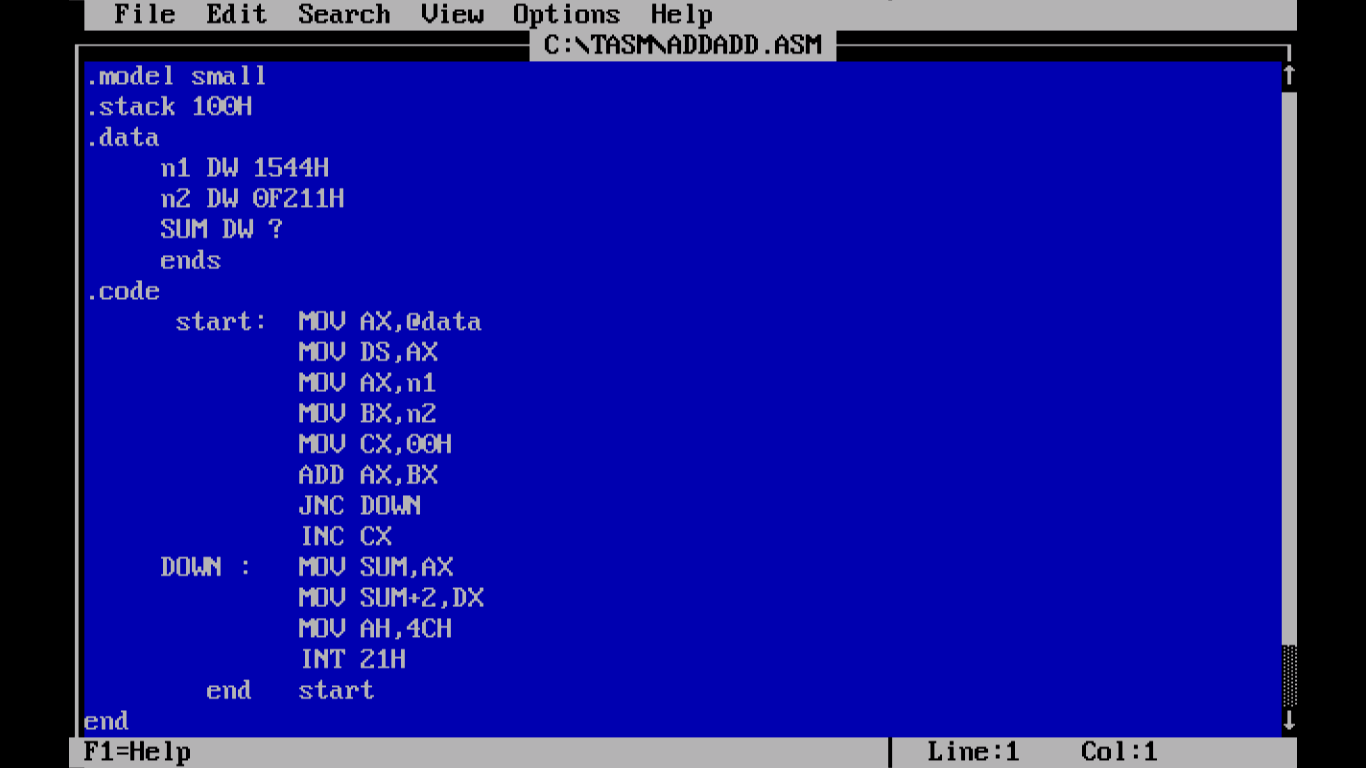 File Edit Search View Options Help
C:\TASM\ADDADD.ASM
.model small
.stack 100H
.data
n1 DW 1544H
n2 DW 0F211H
SUM DW ?
ends
.code
start: MOV AX,@data
MOV DS,AX
MOV AX,n1
MOV BX,n2
MOV CX,00H
ADD AX,BX
JNC DOWN
INC CX
DOWN : MOV SUM,AX
MOV SUM+2,DX
MOV AH,4CH
INT 21H
end start
end
F1=Help Line:1 Col:1